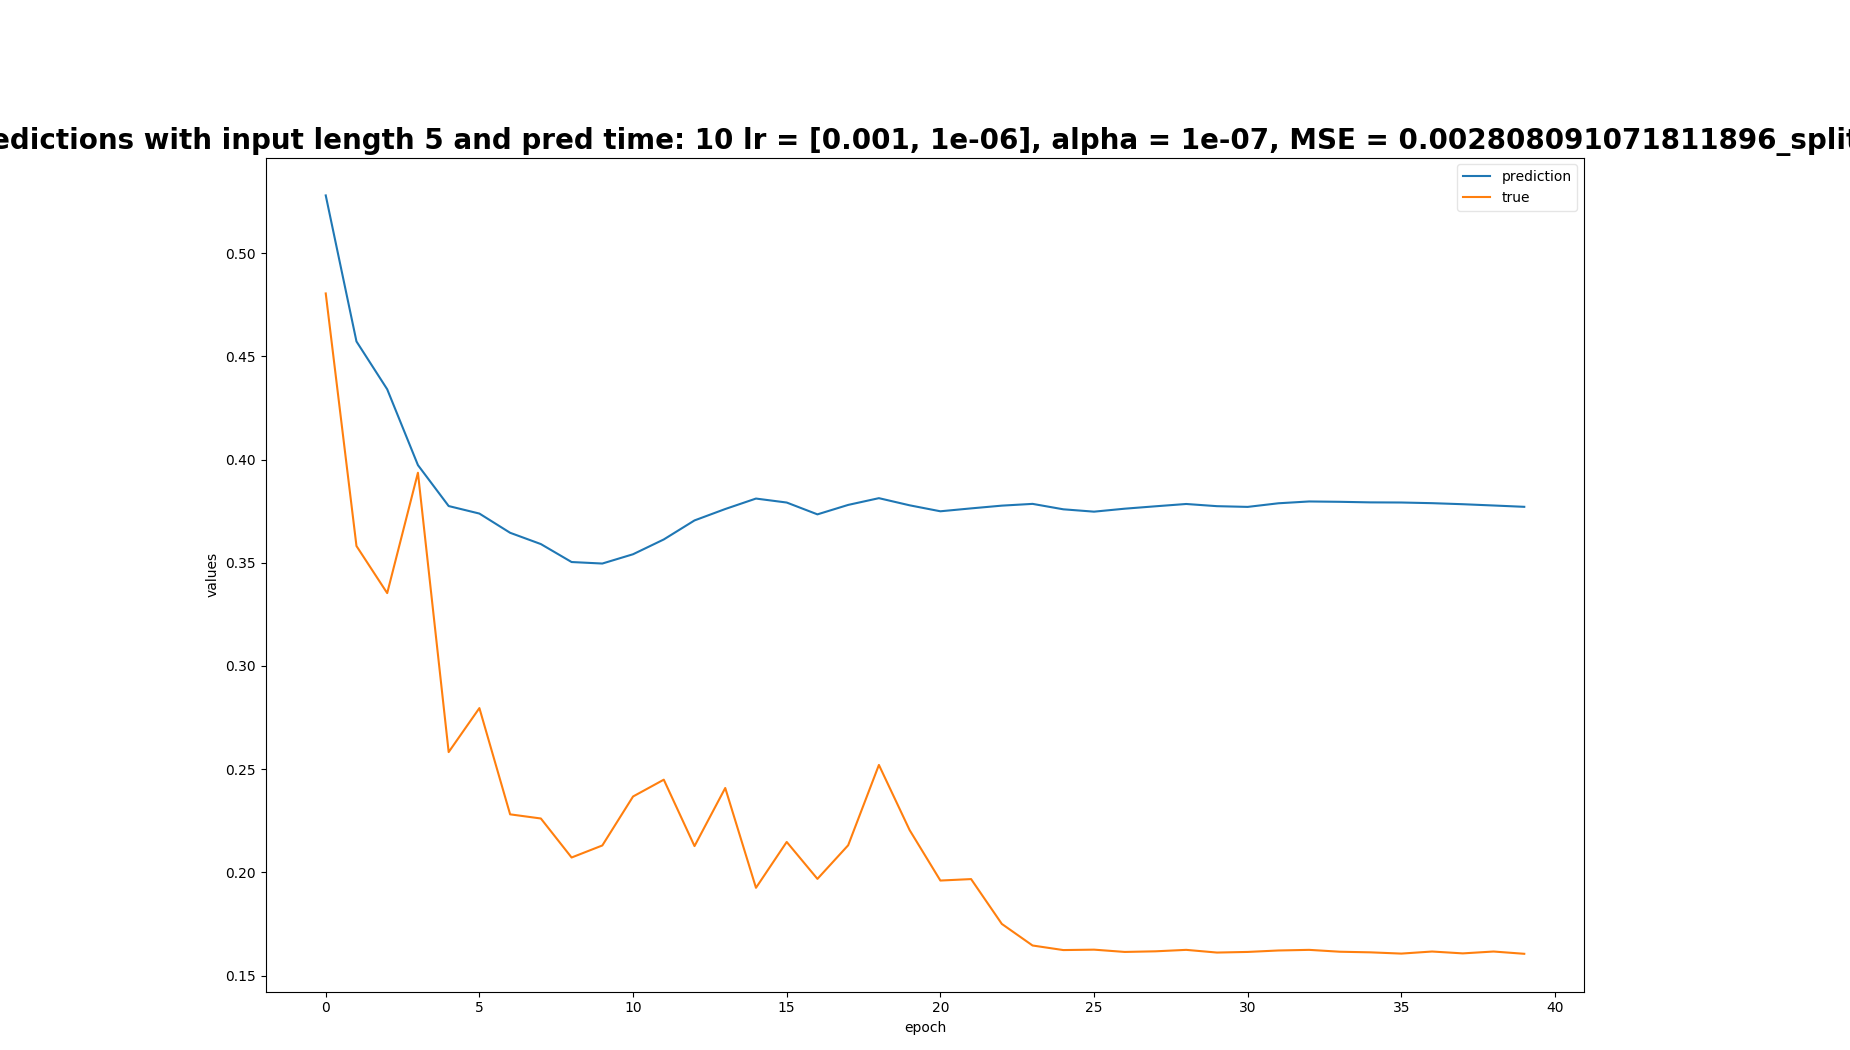 edictions with input length 5 and pred time: 10 lr = [0.001, 1e-06], alpha = 1e-07, MSE = 0.002808091071811896_split
prediction
true
0.50
0.45
0.40
0.35
0.30
0.25
0.20
0.15
values
0 5 10 15 20 25 30 35 40
epoch